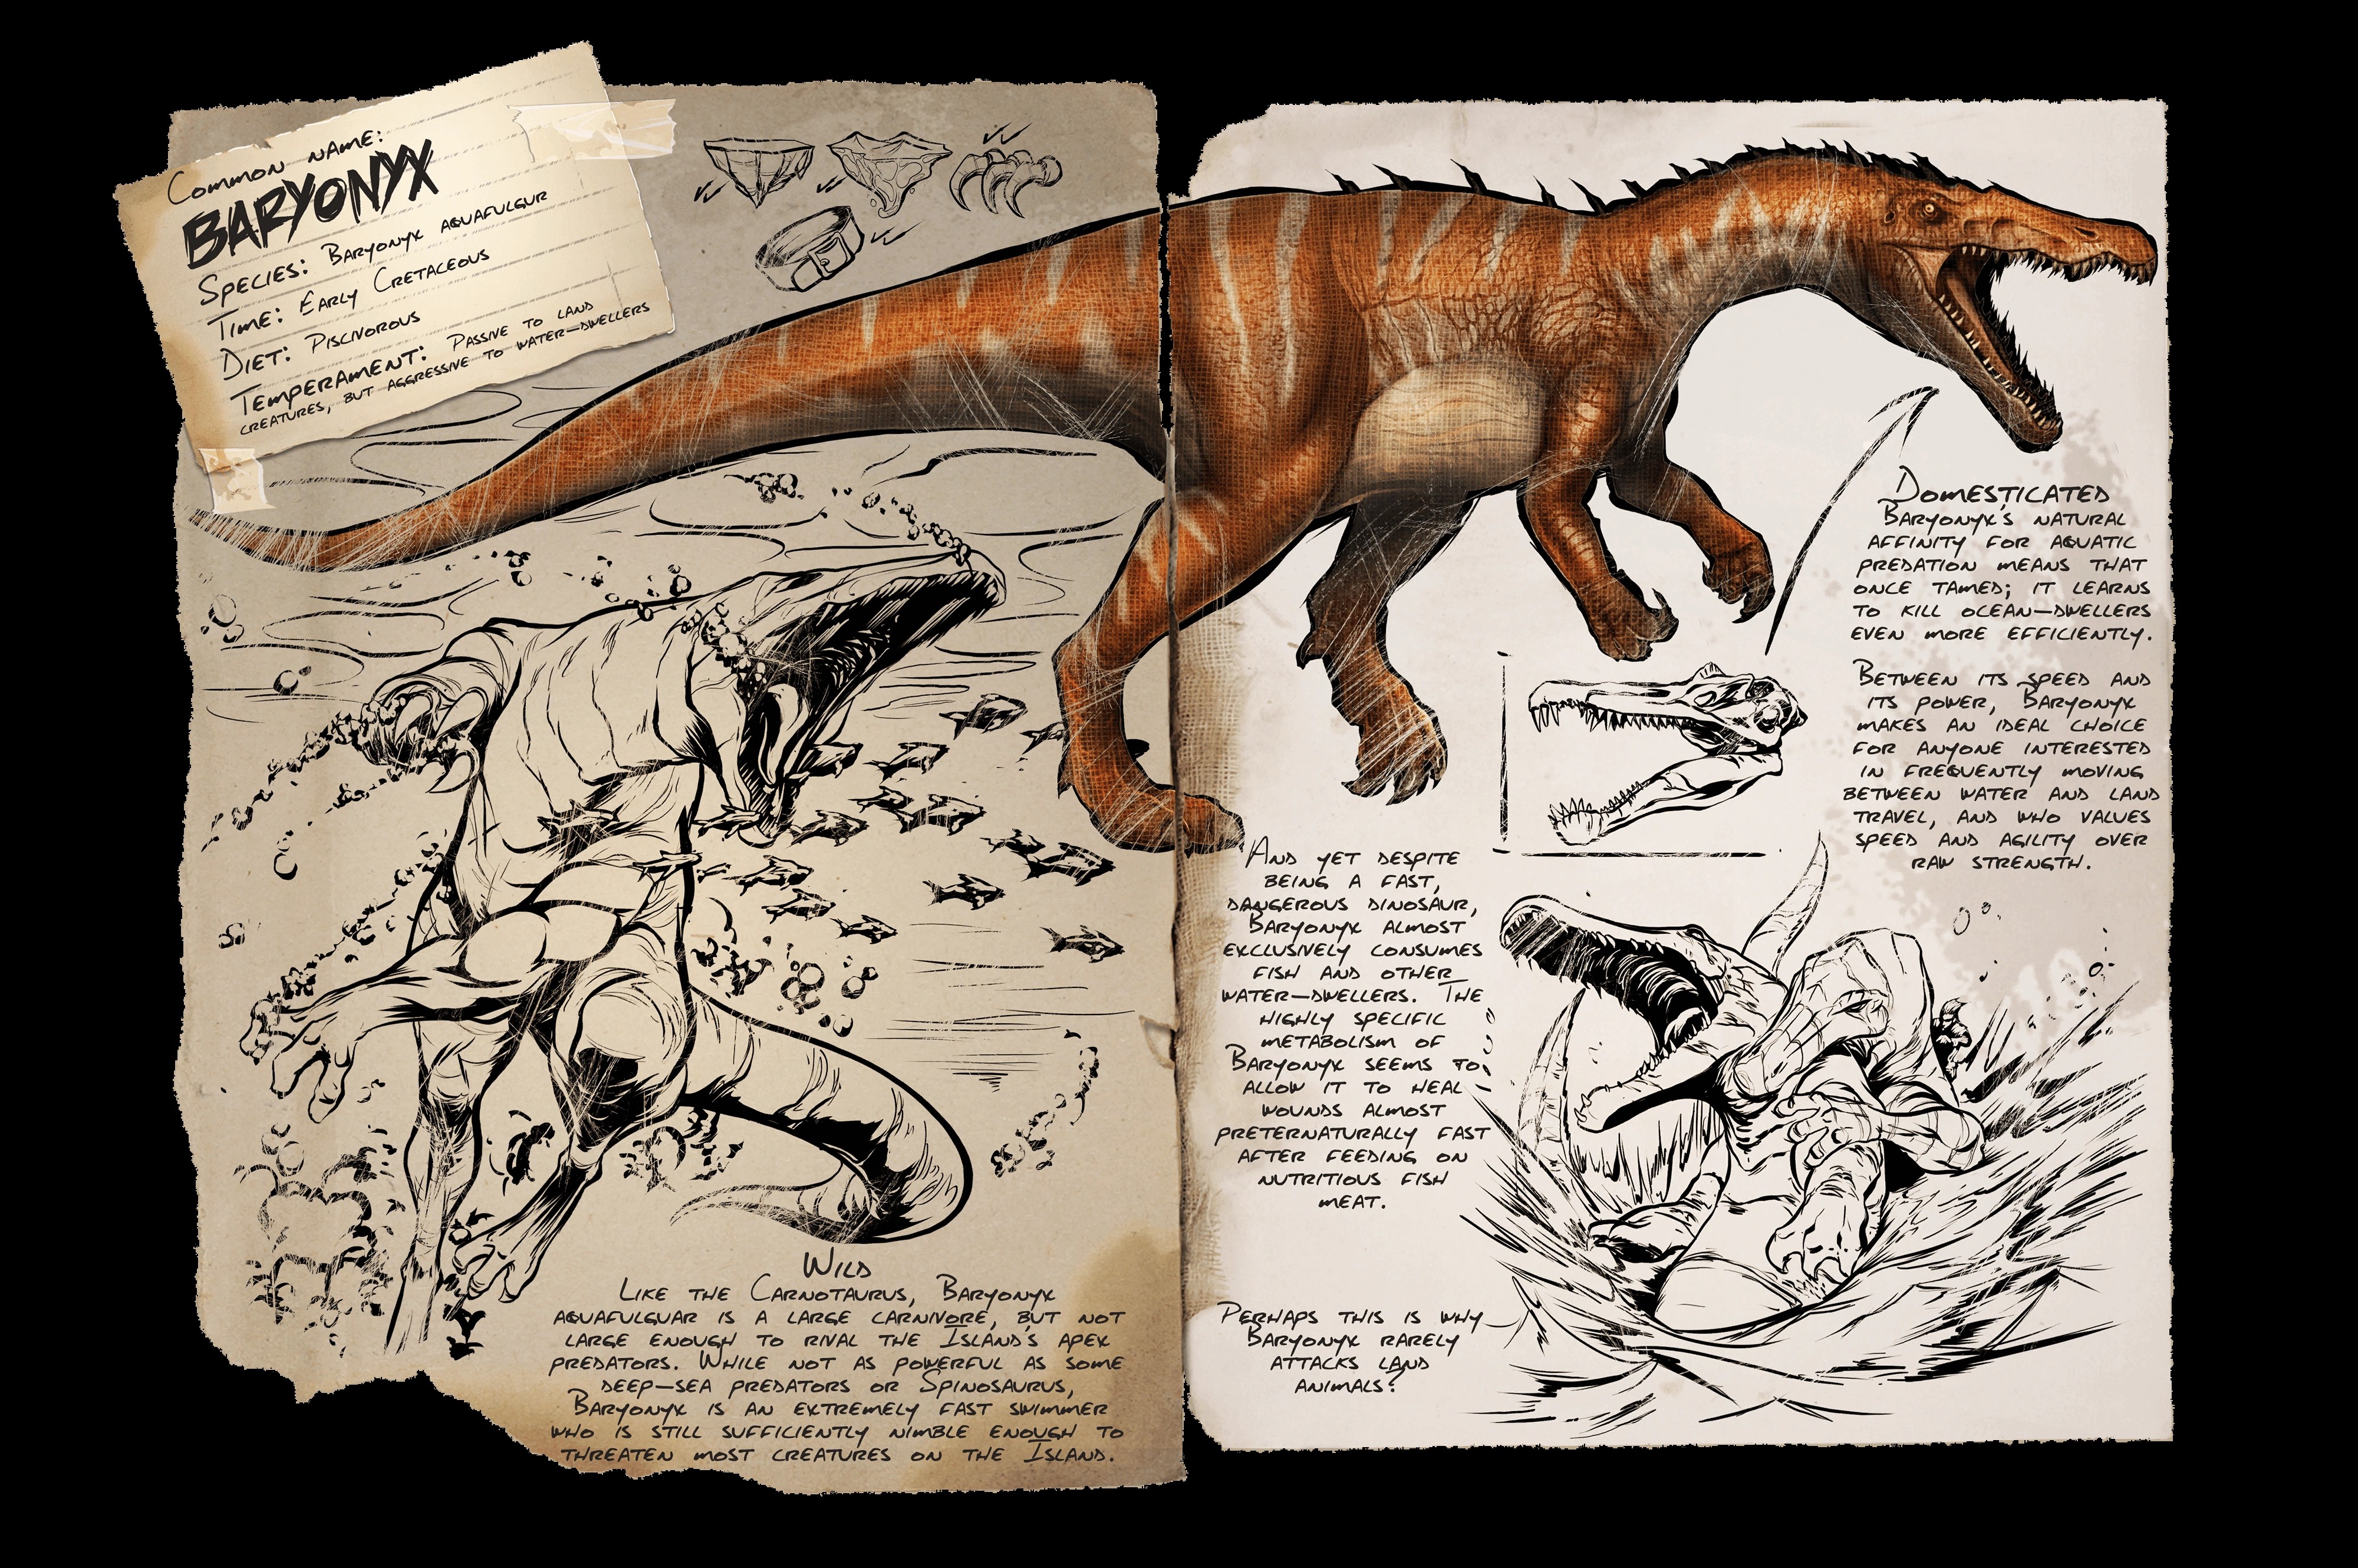 Common name:
BARYONYX
Species: Baryonyx aquafulgur
Time: Early Cretaceous
Diet: Piscivorous
Temperament: Passive to land
creatures, but aggressive to water-dwellers
Wild
Like the Carnotaurus, Baryonyx
aquafulguar is a large carnivore, but not
large enough to rival the Island's apex
predators. While not as powerful as some
deep-sea predators or Spinosaurus,
Baryonyx is an extremely fast swimmer
who is still sufficiently nimble enough to
threaten most creatures on the Island.
And yet despite
being a fast,
dangerous dinosaur,
Baryonyx almost
exclusively consumes
fish and other
water-dwellers. The
highly specific
metabolism of
Baryonyx seems to
allow it to heal
wounds almost
preternaturally fast
after feeding on
nutritious fish
meat.
Perhaps this is why
Baryonyx rarely
attacks land
animals?
Domesticated
Baryonyx's natural
affinity for aquatic
predation means that
once tamed; it learns
to kill ocean-dwellers
even more efficiently.
Between its speed and
its power, Baryonyx
makes an ideal choice
for anyone interested
in frequently moving
between water and land
travel, and who values
speed and agility over
raw strength.